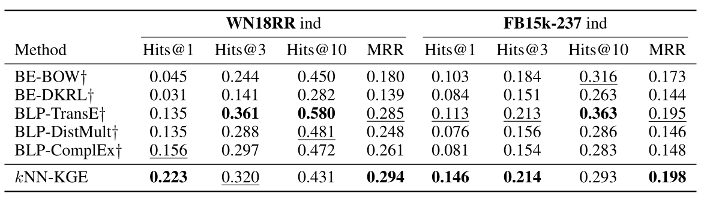 WN18RR ind FB15k-237 ind
Method Hits@1 Hits@3 Hits@10 MRR Hits@1 Hits@3 Hits@10 MRR
BE-BOW† 0.045 0.244 0.450 0.180 0.103 0.184 0.316 0.173
BE-DKRL† 0.031 0.141 0.282 0.139 0.084 0.151 0.263 0.144
BLP-TransE† 0.135 0.361 0.580 0.285 0.113 0.213 0.363 0.195
BLP-DistMult† 0.135 0.288 0.481 0.248 0.076 0.156 0.286 0.146
BLP-ComplEx† 0.156 0.297 0.472 0.261 0.081 0.154 0.283 0.148
kNN-KGE 0.223 0.320 0.431 0.294 0.146 0.214 0.293 0.198